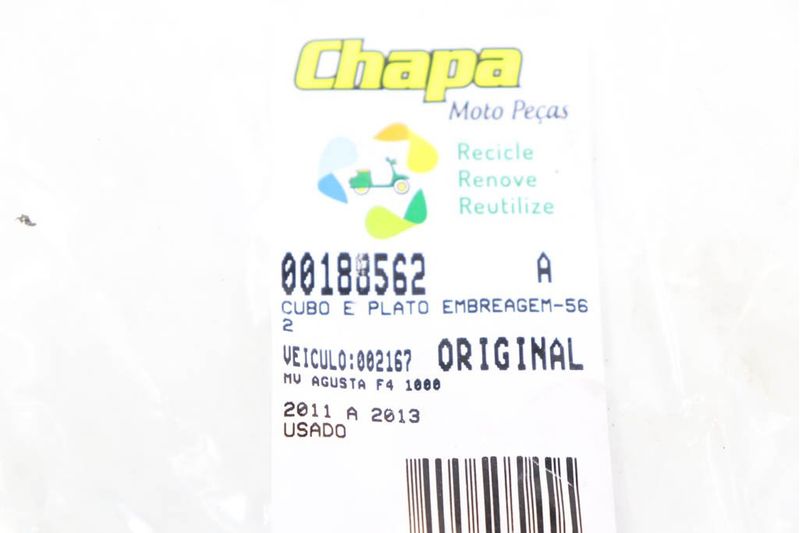 Chapa
Moto Peças
Recicle
Renove
Reutilize
00188562 A
CUBO E PLATO EMBREAGEM-56
2
VEICULO:002167 ORIGINAL
MV AGUSTA F4 1000
2011 A 2013
USADO